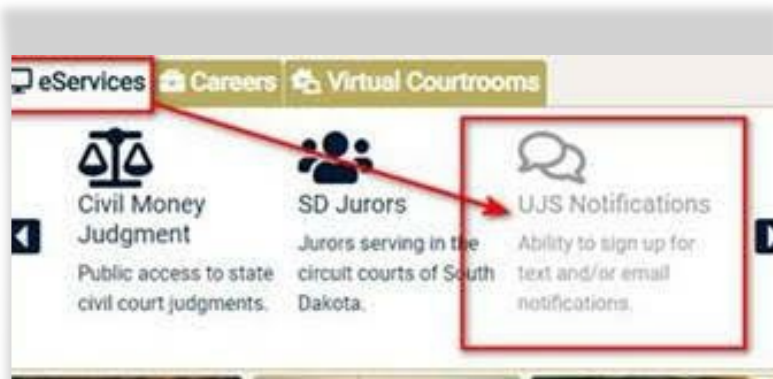 eServices Careers Virtual Courtrooms
Civil Money
Judgment
Public access to state
civil court judgments.
SD Jurors
Jurors serving in the
circuit courts of South
Dakota.
UJS Notifications
Ability to sign up for
text and/or email
notifications.